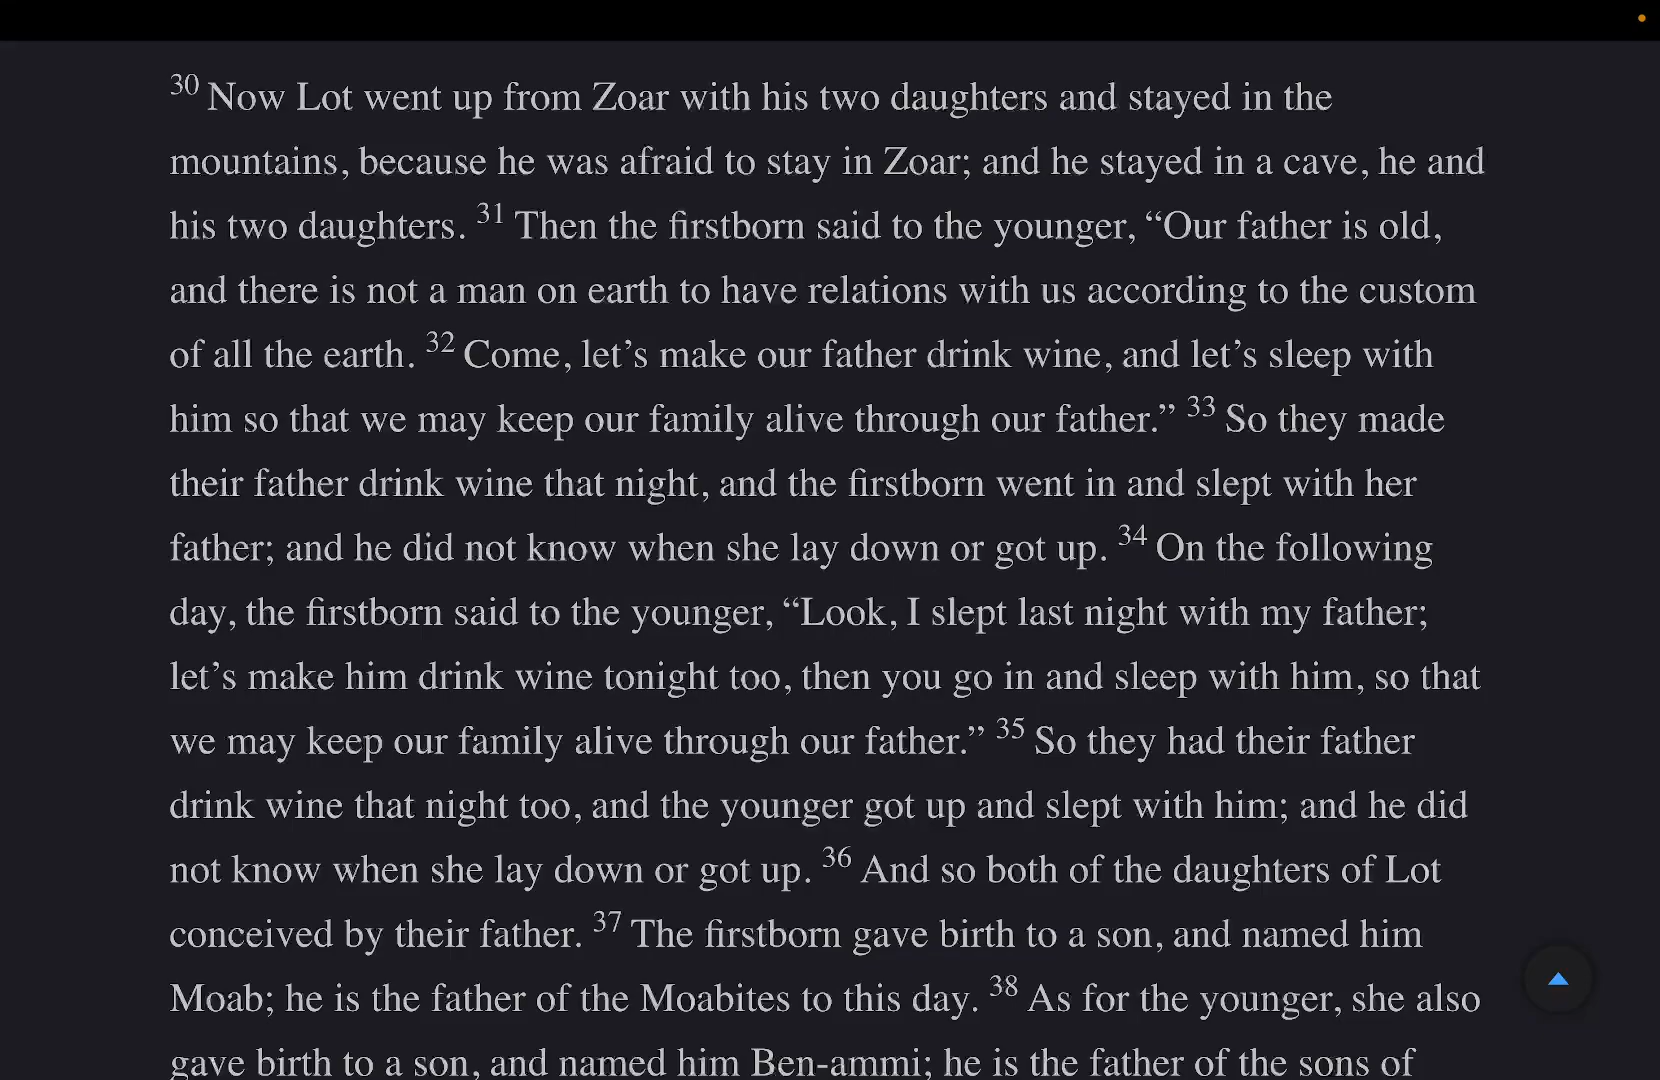 30 Now Lot went up from Zoar with his two daughters and stayed in the
mountains, because he was afraid to stay in Zoar; and he stayed in a cave, he and
his two daughters. 31 Then the firstborn said to the younger, “Our father is old,
and there is not a man on earth to have relations with us according to the custom
of all the earth. 32 Come, let’s make our father drink wine, and let’s sleep with
him so that we may keep our family alive through our father.” 33 So they made
their father drink wine that night, and the firstborn went in and slept with her
father; and he did not know when she lay down or got up. 34 On the following
day, the firstborn said to the younger, “Look, I slept last night with my father;
let’s make him drink wine tonight too, then you go in and sleep with him, so that
we may keep our family alive through our father.” 35 So they had their father
drink wine that night too, and the younger got up and slept with him; and he did
not know when she lay down or got up. 36 And so both of the daughters of Lot
conceived by their father. 37 The firstborn gave birth to a son, and named him
Moab; he is the father of the Moabites to this day. 38 As for the younger, she also
gave birth to a son, and named him Ben-ammi; he is the father of the sons of